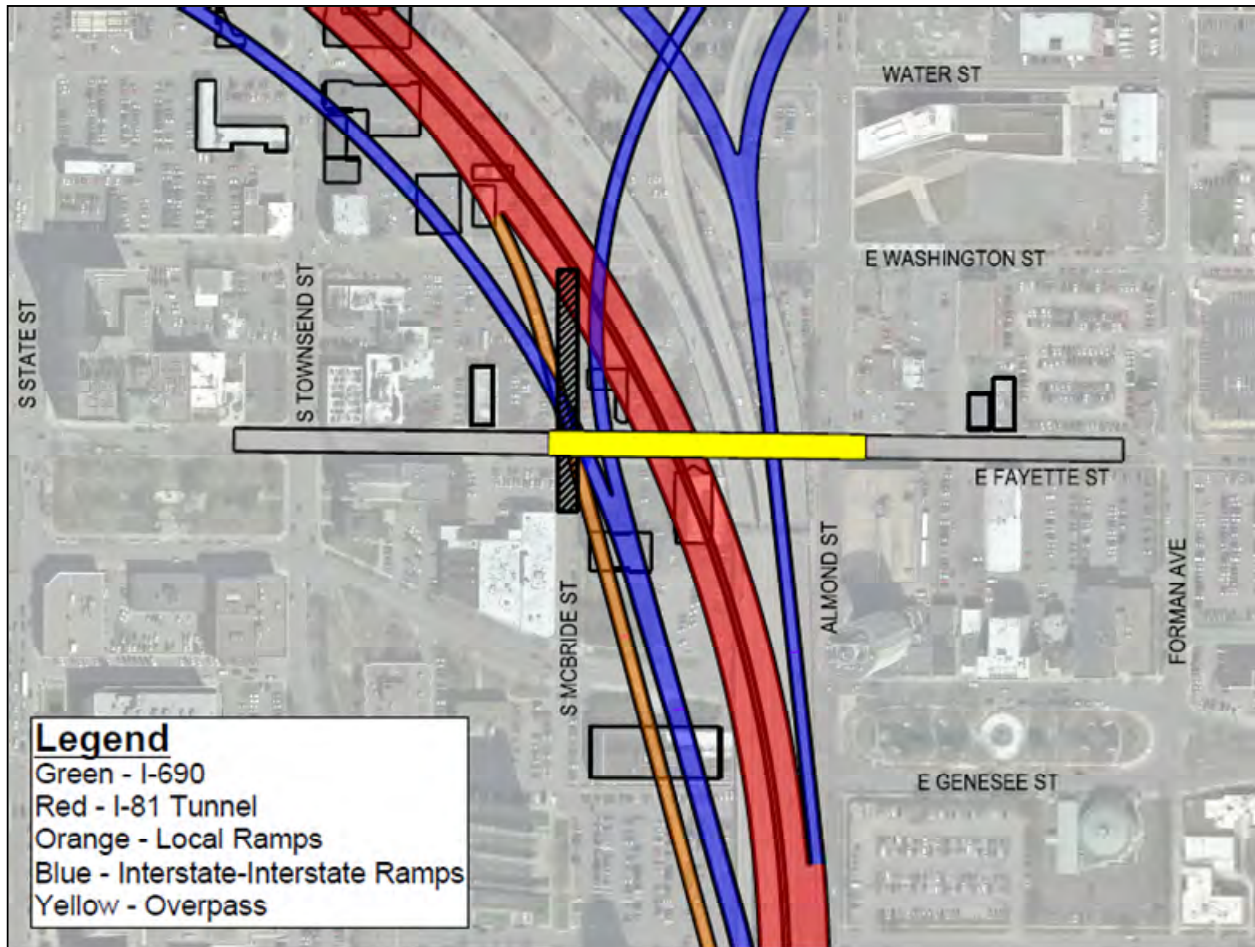 WATER ST
E WASHINGTON ST
S STATE ST
S TOWNSEND ST
E FAYETTE ST
S MCBRIDE ST
ALMOND ST
FORMAN AVE
E GENESEE ST
Legend
Green - I-690
Red - I-81 Tunnel
Orange - Local Ramps
Blue - Interstate-Interstate Ramps
Yellow - Overpass